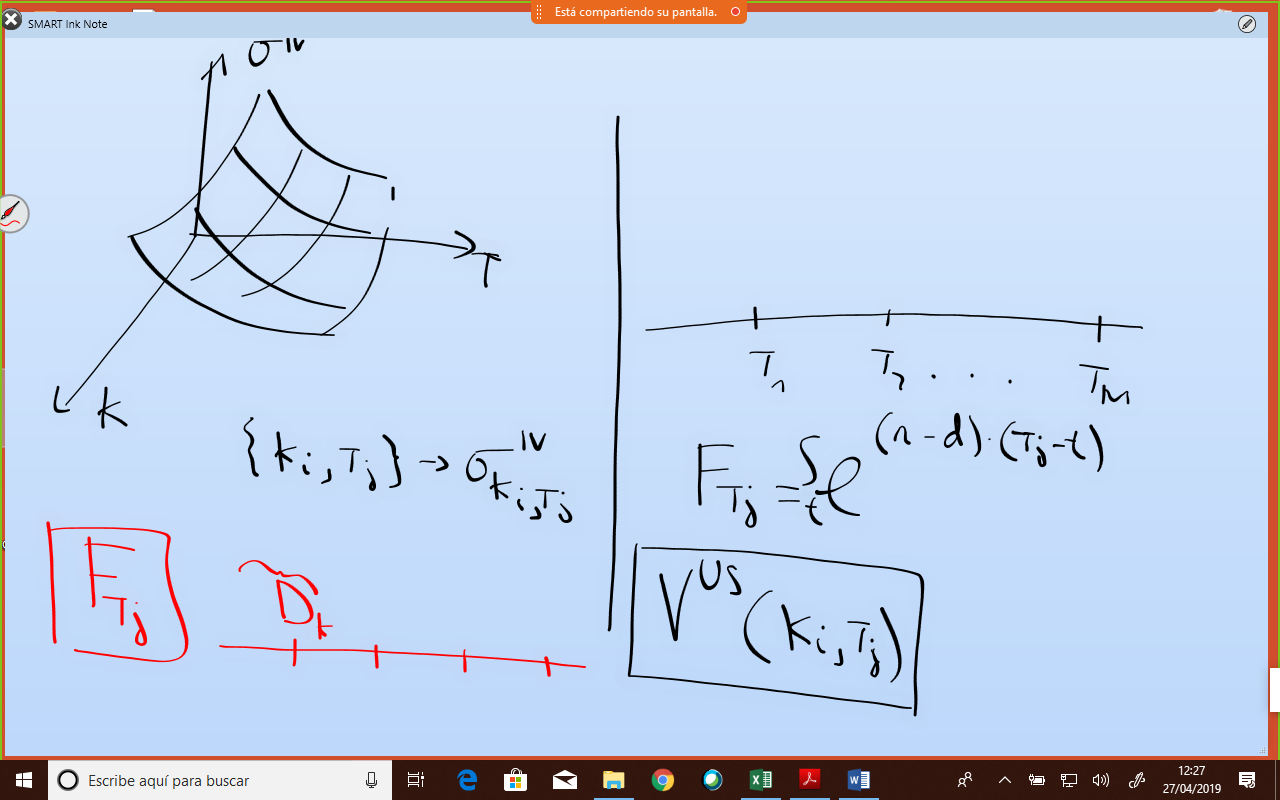 Está compartiendo su pantalla.
SMART Ink Note
σ^IV
T
K
{K_i, T_j} → σ^IV_{K_i, T_j}
F_{T_j}
D̃_k
T_1 T_2 . . . T_M
F_{T_j} = S_t e^{(r-d)·(T_j-t)}
V^{US}(K_i, T_j)
Escribe aquí para buscar
12:27
27/04/2019